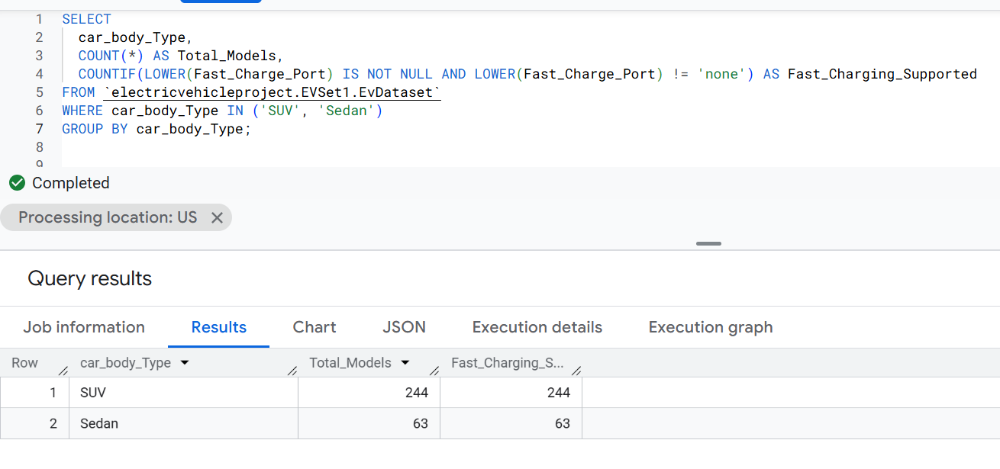 1 SELECT
2 car_body_Type,
3 COUNT(*) AS Total_Models,
4 COUNTIF(LOWER(Fast_Charge_Port) IS NOT NULL AND LOWER(Fast_Charge_Port) != 'none') AS Fast_Charging_Supported
5 FROM `electricvehicleproject.EVSet1.EvDataset`
6 WHERE car_body_Type IN ('SUV', 'Sedan')
7 GROUP BY car_body_Type;
8
9
Completed
Processing location: US
Query results
Job information Results Chart JSON Execution details Execution graph
Row car_body_Type Total_Models Fast_Charging_S...
1 SUV 244 244
2 Sedan 63 63